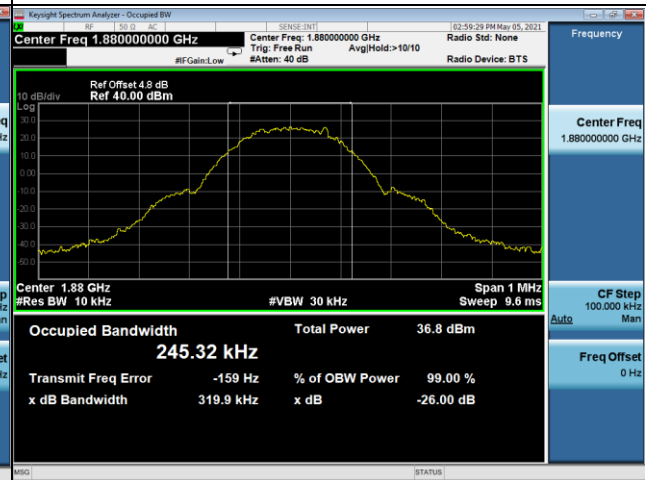 Keysight Spectrum Analyzer - Occupied BW
RF 50 Ω AC SENSE:INT 02:59:29 PM May 05, 2021
Center Freq 1.880000000 GHz Center Freq: 1.880000000 GHz Radio Std: None
Trig: Free Run Avg|Hold:>10/10
#IFGain:Low #Atten: 40 dB Radio Device: BTS
Frequency
Ref Offset 4.8 dB
10 dB/div Ref 40.00 dBm
Log
30.0
20.0
10.0
0.00
-10.0
-20.0
-30.0
-40.0
-50.0
Center Freq
1.880000000 GHz
Center 1.88 GHz Span 1 MHz
#Res BW 10 kHz #VBW 30 kHz Sweep 9.6 ms
CF Step
100.000 kHz
Auto Man
Occupied Bandwidth Total Power 36.8 dBm
245.32 kHz
Transmit Freq Error -159 Hz % of OBW Power 99.00 %
x dB Bandwidth 319.9 kHz x dB -26.00 dB
Freq Offset
0 Hz
MSG STATUS